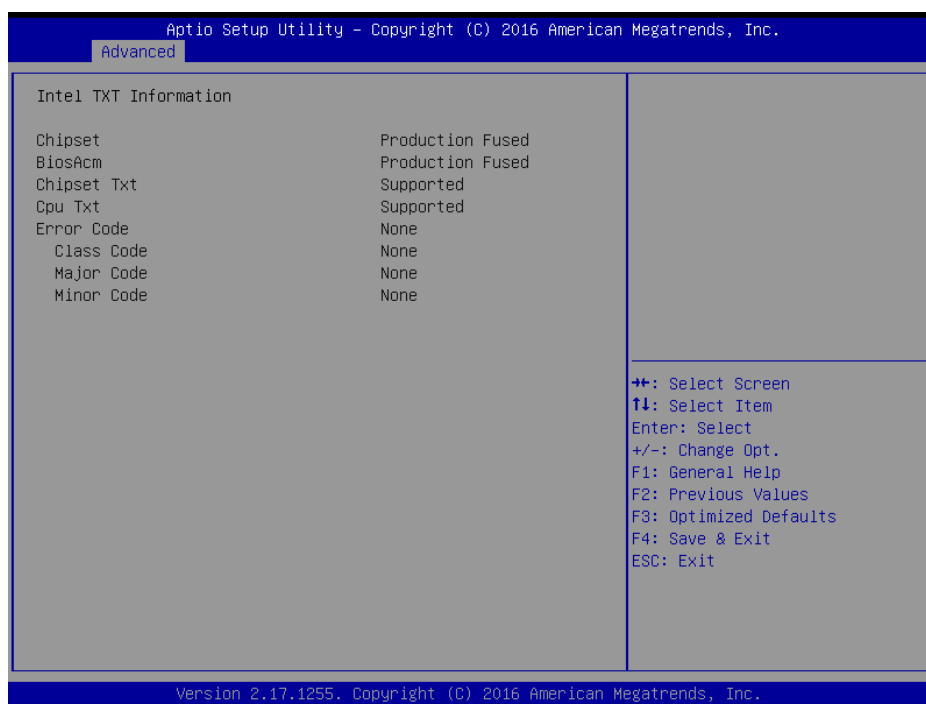 Aptio Setup Utility – Copyright (C) 2016 American Megatrends, Inc.
Advanced
Intel TXT Information
Chipset Production Fused
BiosAcm Production Fused
Chipset Txt Supported
Cpu Txt Supported
Error Code None
Class Code None
Major Code None
Minor Code None
→←: Select Screen
↑↓: Select Item
Enter: Select
+/-: Change Opt.
F1: General Help
F2: Previous Values
F3: Optimized Defaults
F4: Save & Exit
ESC: Exit
Version 2.17.1255. Copyright (C) 2016 American Megatrends, Inc.